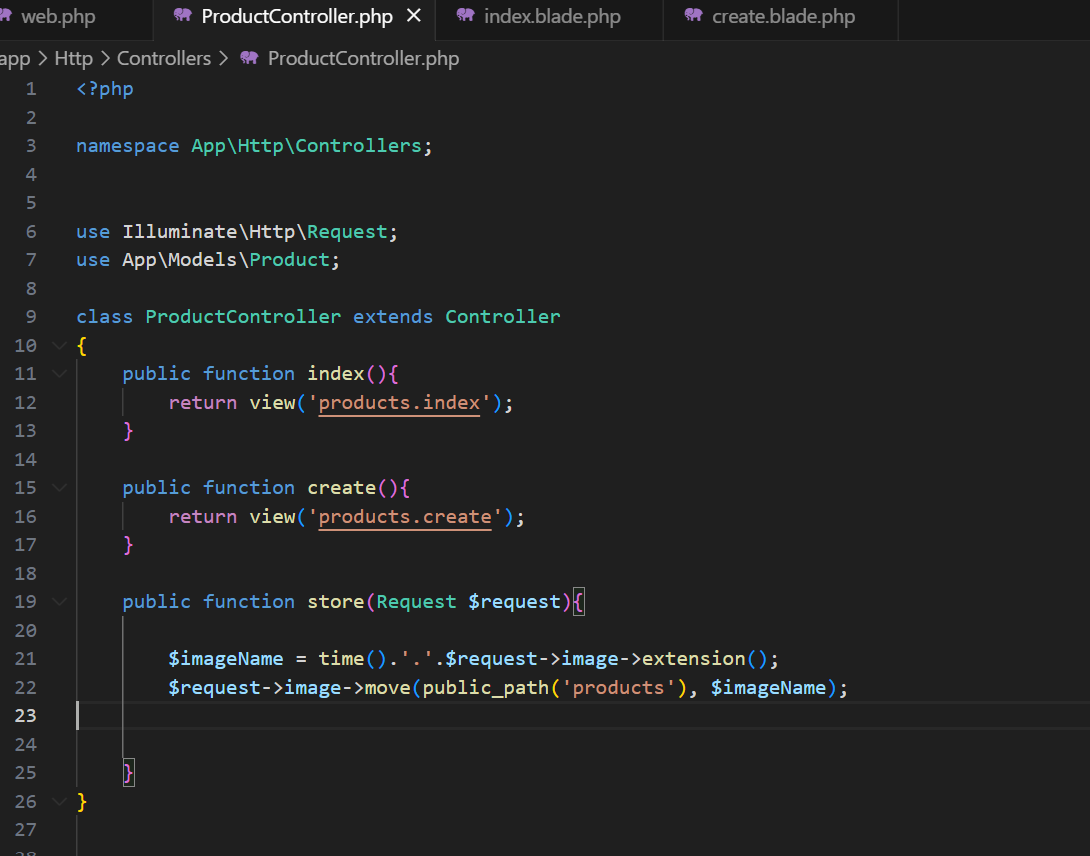 web.php ProductController.php index.blade.php create.blade.php
app > Http > Controllers > ProductController.php
1 <?php
2
3 namespace App\Http\Controllers;
4
5
6 use Illuminate\Http\Request;
7 use App\Models\Product;
8
9 class ProductController extends Controller
10 {
11     public function index(){
12         return view('products.index');
13     }
14
15     public function create(){
16         return view('products.create');
17     }
18
19     public function store(Request $request){
20
21         $imageName = time().'.'.$request->image->extension();
22         $request->image->move(public_path('products'), $imageName);
23
24
25     }
26 }
27